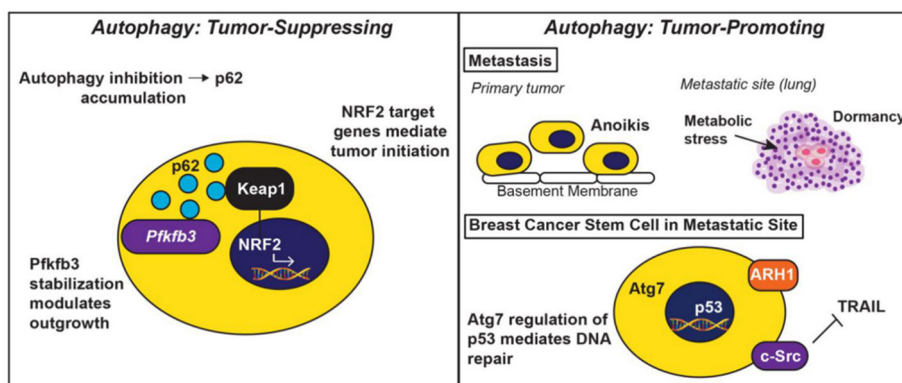 Autophagy: Tumor-Suppressing
Autophagy inhibition → p62
accumulation
NRF2 target
genes mediate
tumor initiation
p62
Keap1
Pfkfb3
NRF2
Pfkfb3
stabilization
modulates
outgrowth
Autophagy: Tumor-Promoting
Metastasis
Primary tumor
Anoikis
Basement Membrane
Metastatic site (lung)
Metabolic
stress
Dormancy
Breast Cancer Stem Cell in Metastatic Site
Atg7
p53
ARH1
c-Src
TRAIL
Atg7 regulation of
p53 mediates DNA
repair